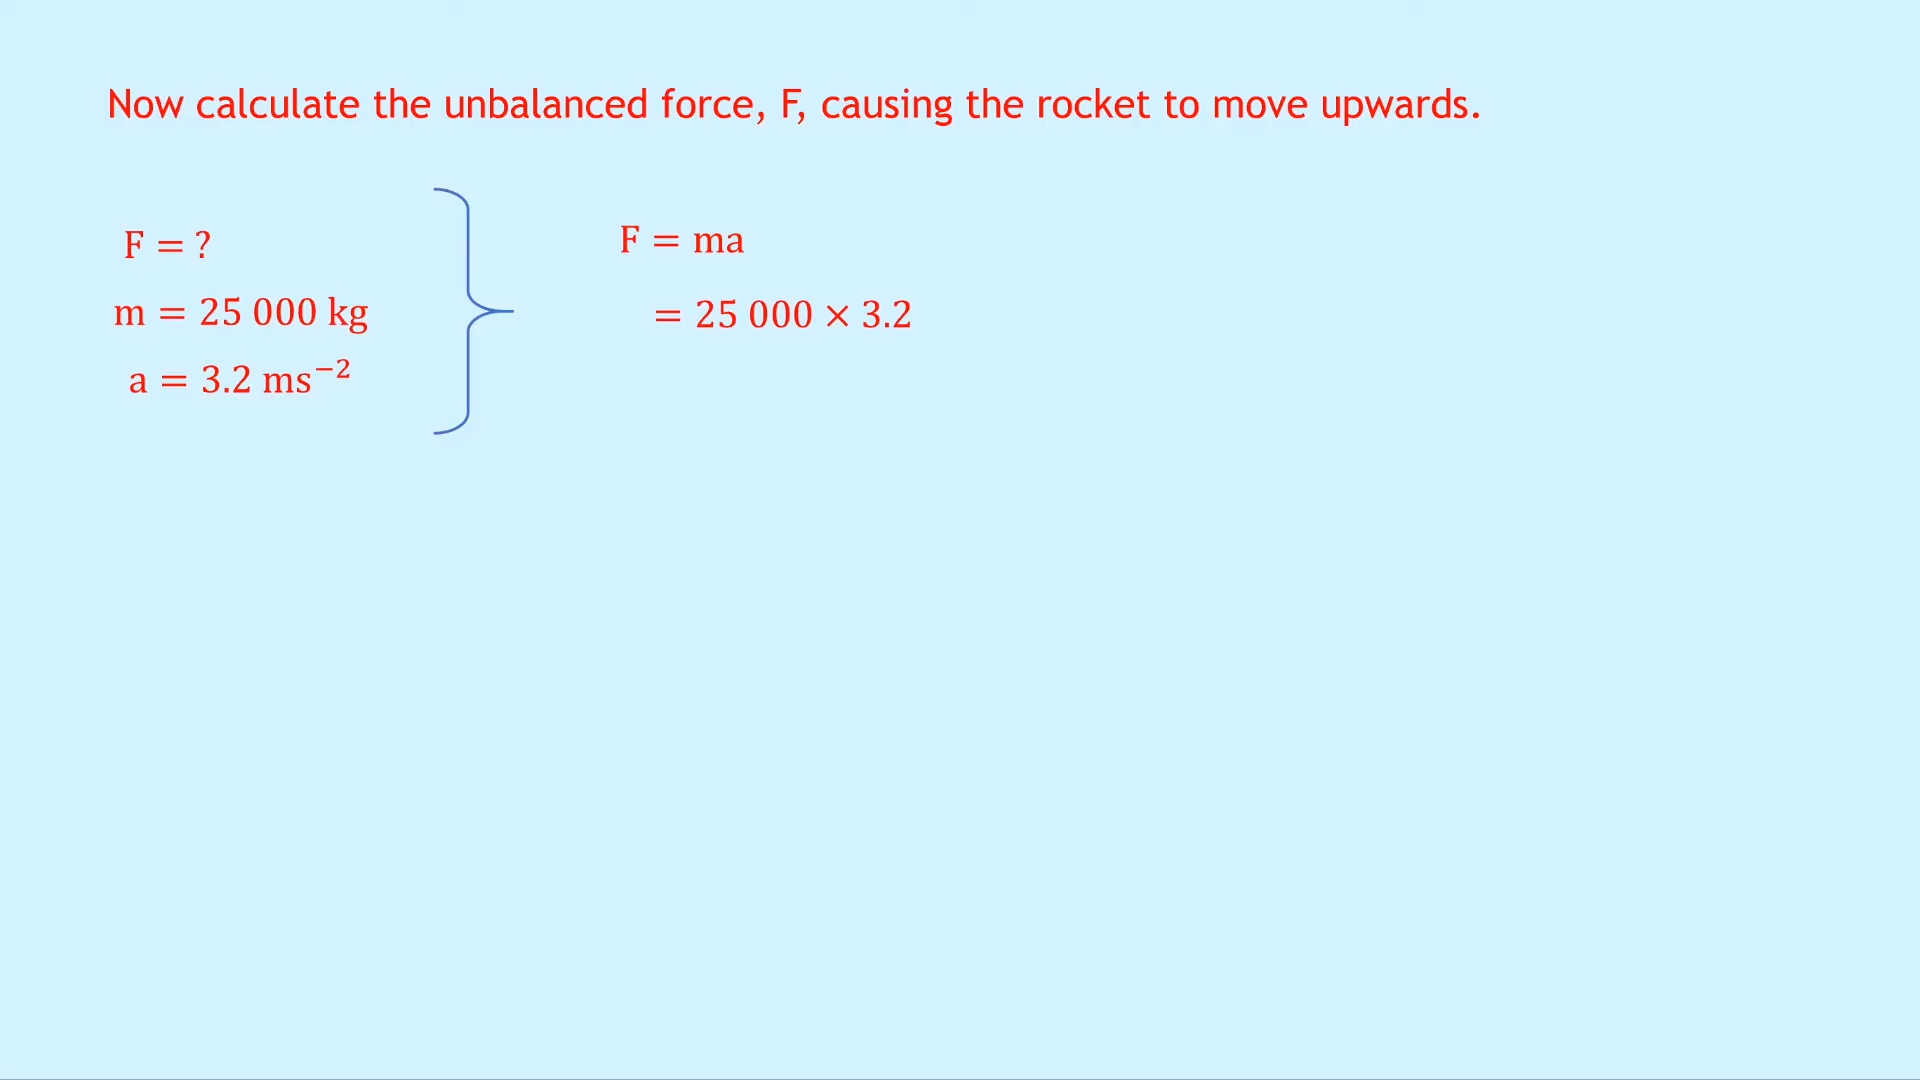 Now calculate the unbalanced force, F, causing the rocket to move upwards.
F = ?
m = 25 000 kg
a = 3.2 ms⁻²
F = ma
= 25 000 × 3.2